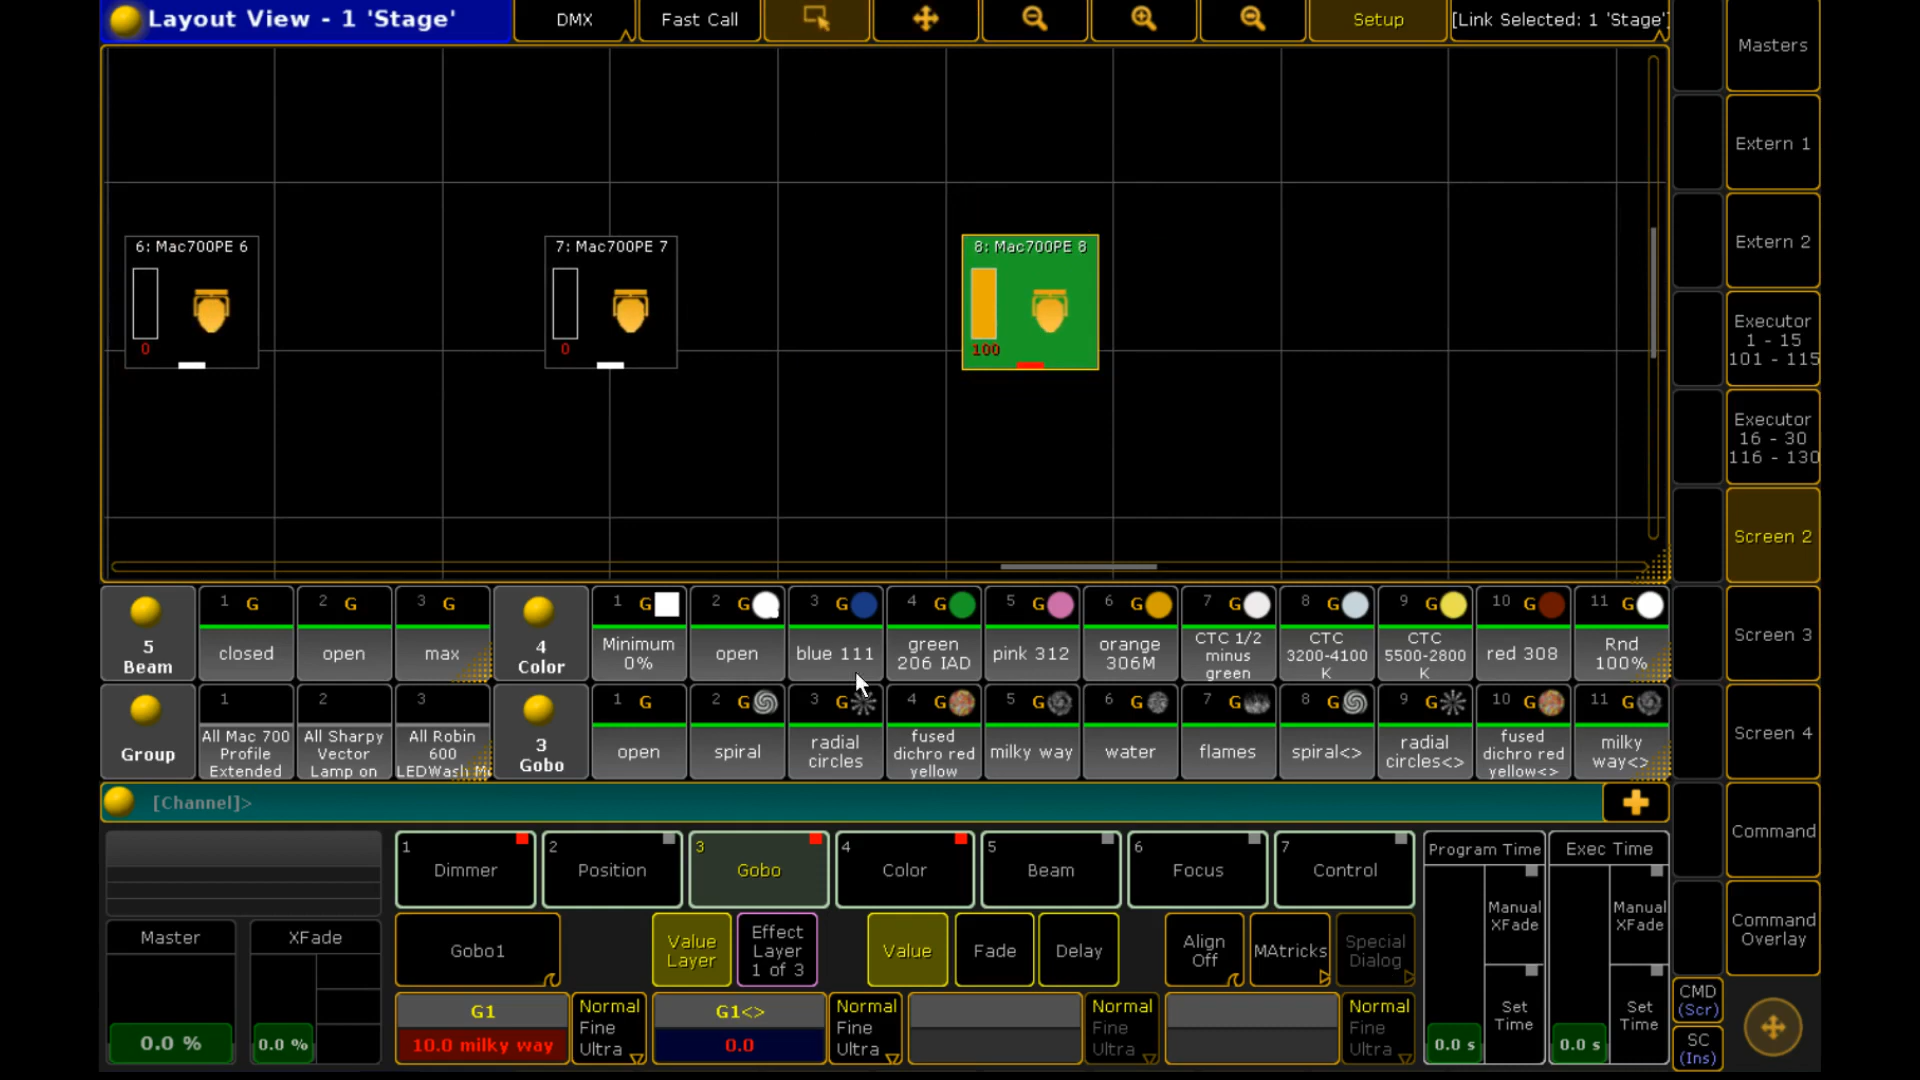 Layout View - 1 'Stage'
DMX
Fast Call
Setup
[Link Selected: 1 'Stage'
Masters
Extern 1
Extern 2
Executor
1 - 15
101 - 115
Executor
16 - 30
116 - 130
Screen 2
Screen 3
Screen 4
Command
Command
Overlay
CMD
(Scr)
SC
(Ins)
6: Mac700PE 6
0
7: Mac700PE 7
0
8: Mac700PE 8
100
5
Beam
1 G
closed
2 G
open
3 G
max
4
Color
1 G
Minimum
0%
2 G
open
3 G
blue 111
4 G
green
206 IAD
5 G
pink 312
6 G
orange
306M
7 G
CTC 1/2
minus
green
8 G
CTC
3200-4100
K
9 G
CTC
5500-2800
K
10 G
red 308
11 G
Rnd
100%
Group
1
All Mac 700
Profile
Extended
2
All Sharpy
Vector
Lamp on
3
All Robin
600
LEDWash
3
Gobo
1 G
open
2 G
spiral
3 G
radial
circles
4 G
fused
dichro red
yellow
5 G
milky way
6 G
water
7 G
flames
8 G
spiral<>
9 G
radial
circles<>
10 G
fused
dichro red
yellow<>
11 G
milky
way<>
[Channel]>
1
Dimmer
2
Position
3
Gobo
4
Color
5
Beam
6
Focus
7
Control
Program Time
Exec Time
Manual
XFade
Manual
XFade
Set
Time
Set
Time
0.0 s
0.0 s
Master
XFade
0.0 %
0.0 %
Gobo1
Value
Layer
Effect
Layer
1 of 3
Value
Fade
Delay
Align
Off
MAtricks
Special
Dialog
G1
10.0 milky way
Normal
Fine
Ultra
G1<>
0.0
Normal
Fine
Ultra
Normal
Fine
Ultra
Normal
Fine
Ultra